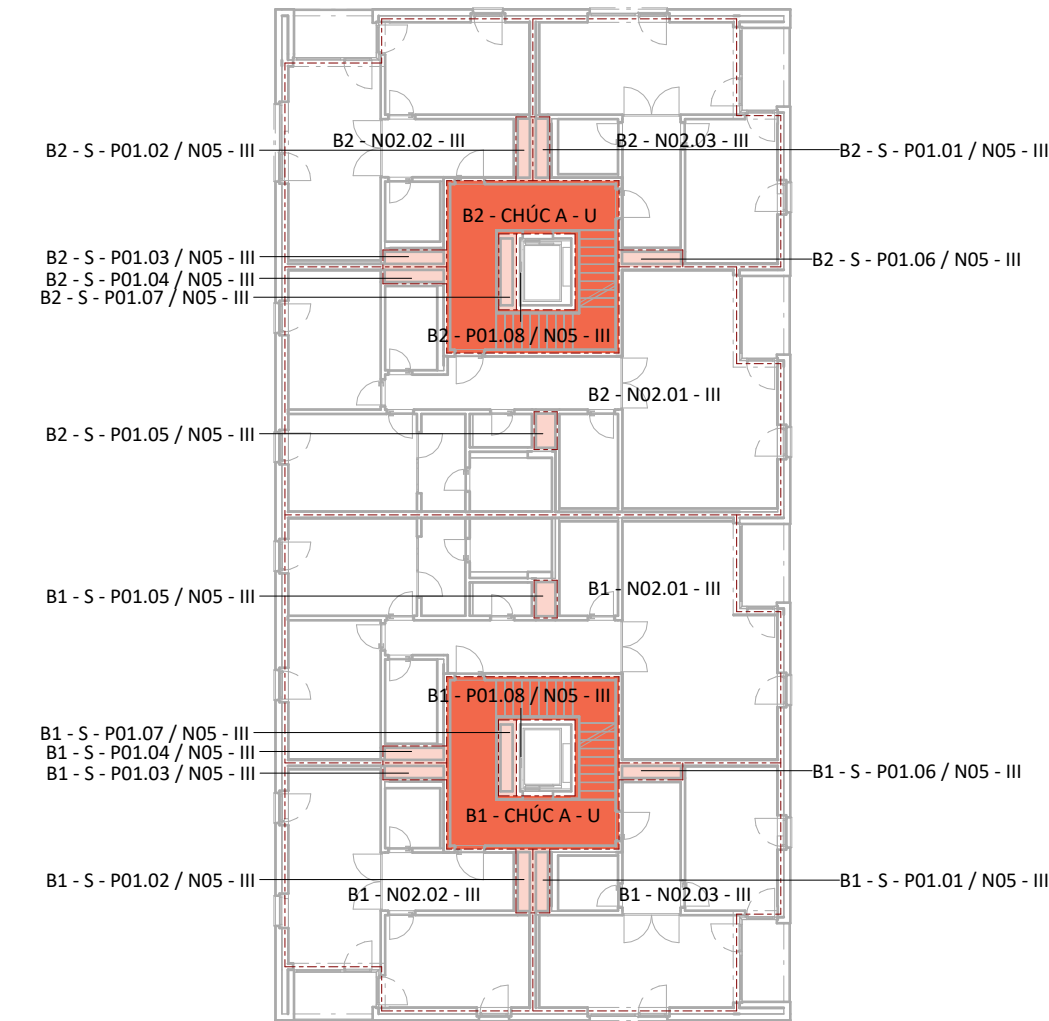 B2 - N02.02 - III
B2 - N02.03 - III
B2 - S - P01.02 / N05 - III
B2 - S - P01.01 / N05 - III
B2 - CHÚC A - U
B2 - S - P01.03 / N05 - III
B2 - S - P01.06 / N05 - III
B2 - S - P01.04 / N05 - III
B2 - S - P01.07 / N05 - III
B2 - P01.08 / N05 - III
B2 - N02.01 - III
B2 - S - P01.05 / N05 - III
B1 - S - P01.05 / N05 - III
B1 - N02.01 - III
B1 - P01.08 / N05 - III
B1 - S - P01.07 / N05 - III
B1 - S - P01.04 / N05 - III
B1 - S - P01.03 / N05 - III
B1 - S - P01.06 / N05 - III
B1 - CHÚC A - U
B1 - S - P01.02 / N05 - III
B1 - N02.02 - III
B1 - N02.03 - III
B1 - S - P01.01 / N05 - III